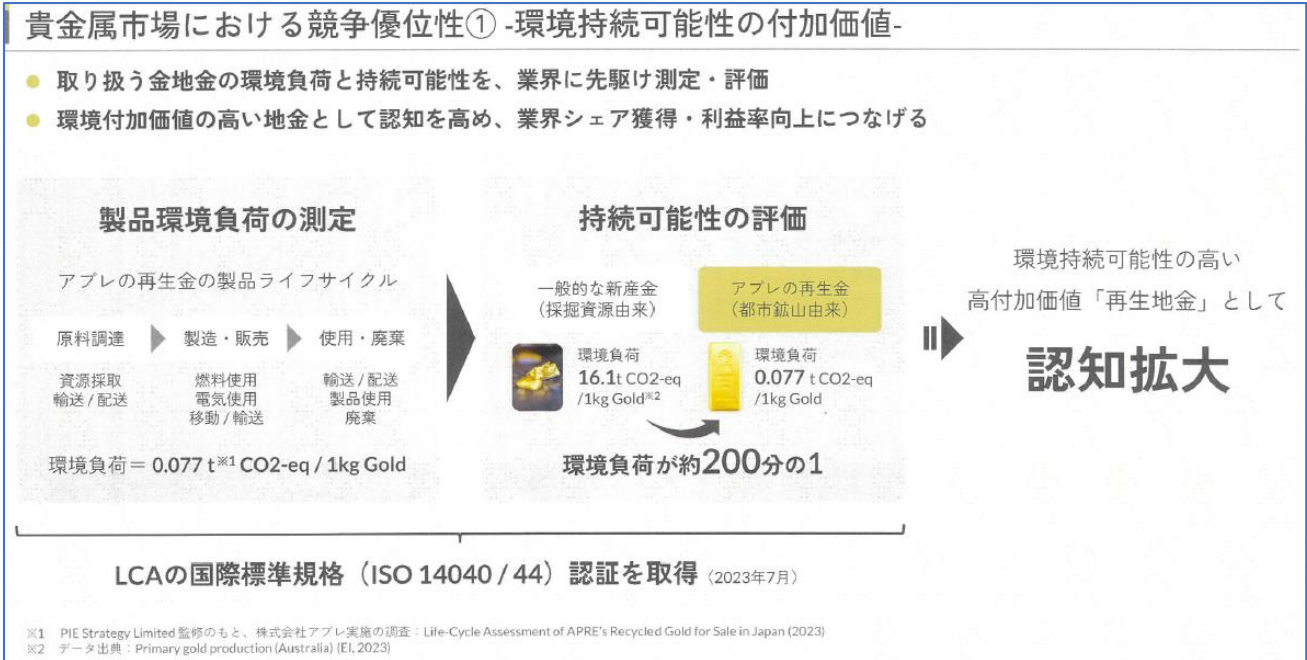 貴金属市場における競争優位性① -環境持続可能性の付加価値-
● 取り扱う金地金の環境負荷と持続可能性を、業界に先駆け測定・評価
● 環境付加価値の高い地金として認知を高め、業界シェア獲得・利益率向上につなげる
製品環境負荷の測定
アプレの再生金の製品ライフサイクル
原料調達 製造・販売 使用・廃棄
資源採取 燃料使用 輸送 / 配送
輸送 / 配送 電気使用 製品使用
移動 / 輸送 廃棄
環境負荷＝ 0.077 t※1 CO2-eq / 1kg Gold
持続可能性の評価
一般的な新産金
（採掘資源由来）
アプレの再生金
（都市鉱山由来）
環境負荷
16.1t CO2-eq
/1kg Gold※2
環境負荷
0.077 t CO2-eq
/1kg Gold
環境負荷が約200分の1
環境持続可能性の高い
高付加価値「再生地金」として
認知拡大
LCAの国際標準規格（ISO 14040 / 44）認証を取得（2023年7月）
※1 PIE Strategy Limited 監修のもと、株式会社アプレ実施の調査：Life-Cycle Assessment of APRE's Recycled Gold for Sale in Japan (2023)
※2 データ出典：Primary gold production (Australia) (EI, 2023)